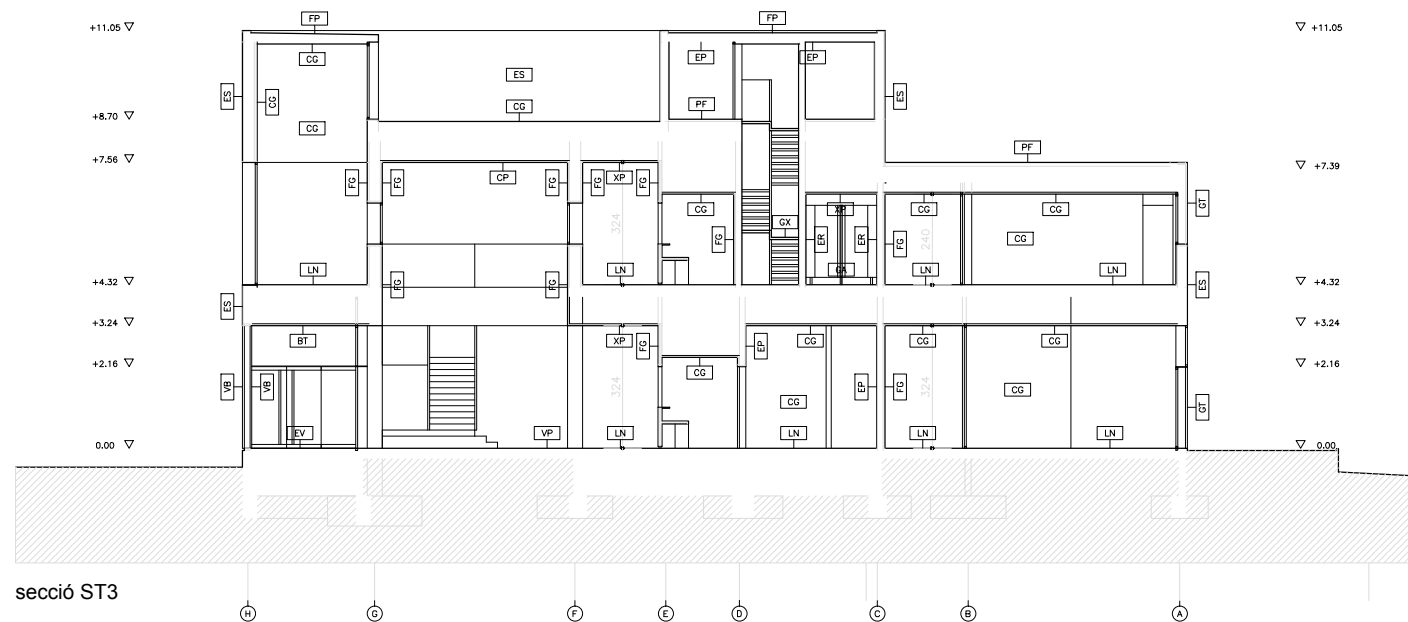 FP FP
+11.05 +11.05
CG EP EP
ES
ES CG ES
CG PF
+8.70
CG
PF
+7.56 +7.39
FG FG CP FG FG XP FG
CG XP CG CG GT
324 GX
FG ER ER FG 240 CG
LN LN GA LN LN
+4.32 FG FG ES +4.32
ES
+3.24 +3.24
BT XP FG EP CG CG CG
+2.16 +2.16
CG
VB VB 324 EP FG 324 CG
CG GT
EV VP LN LN LN LN
0.00 0.00
secció ST3
H G F E D C B A